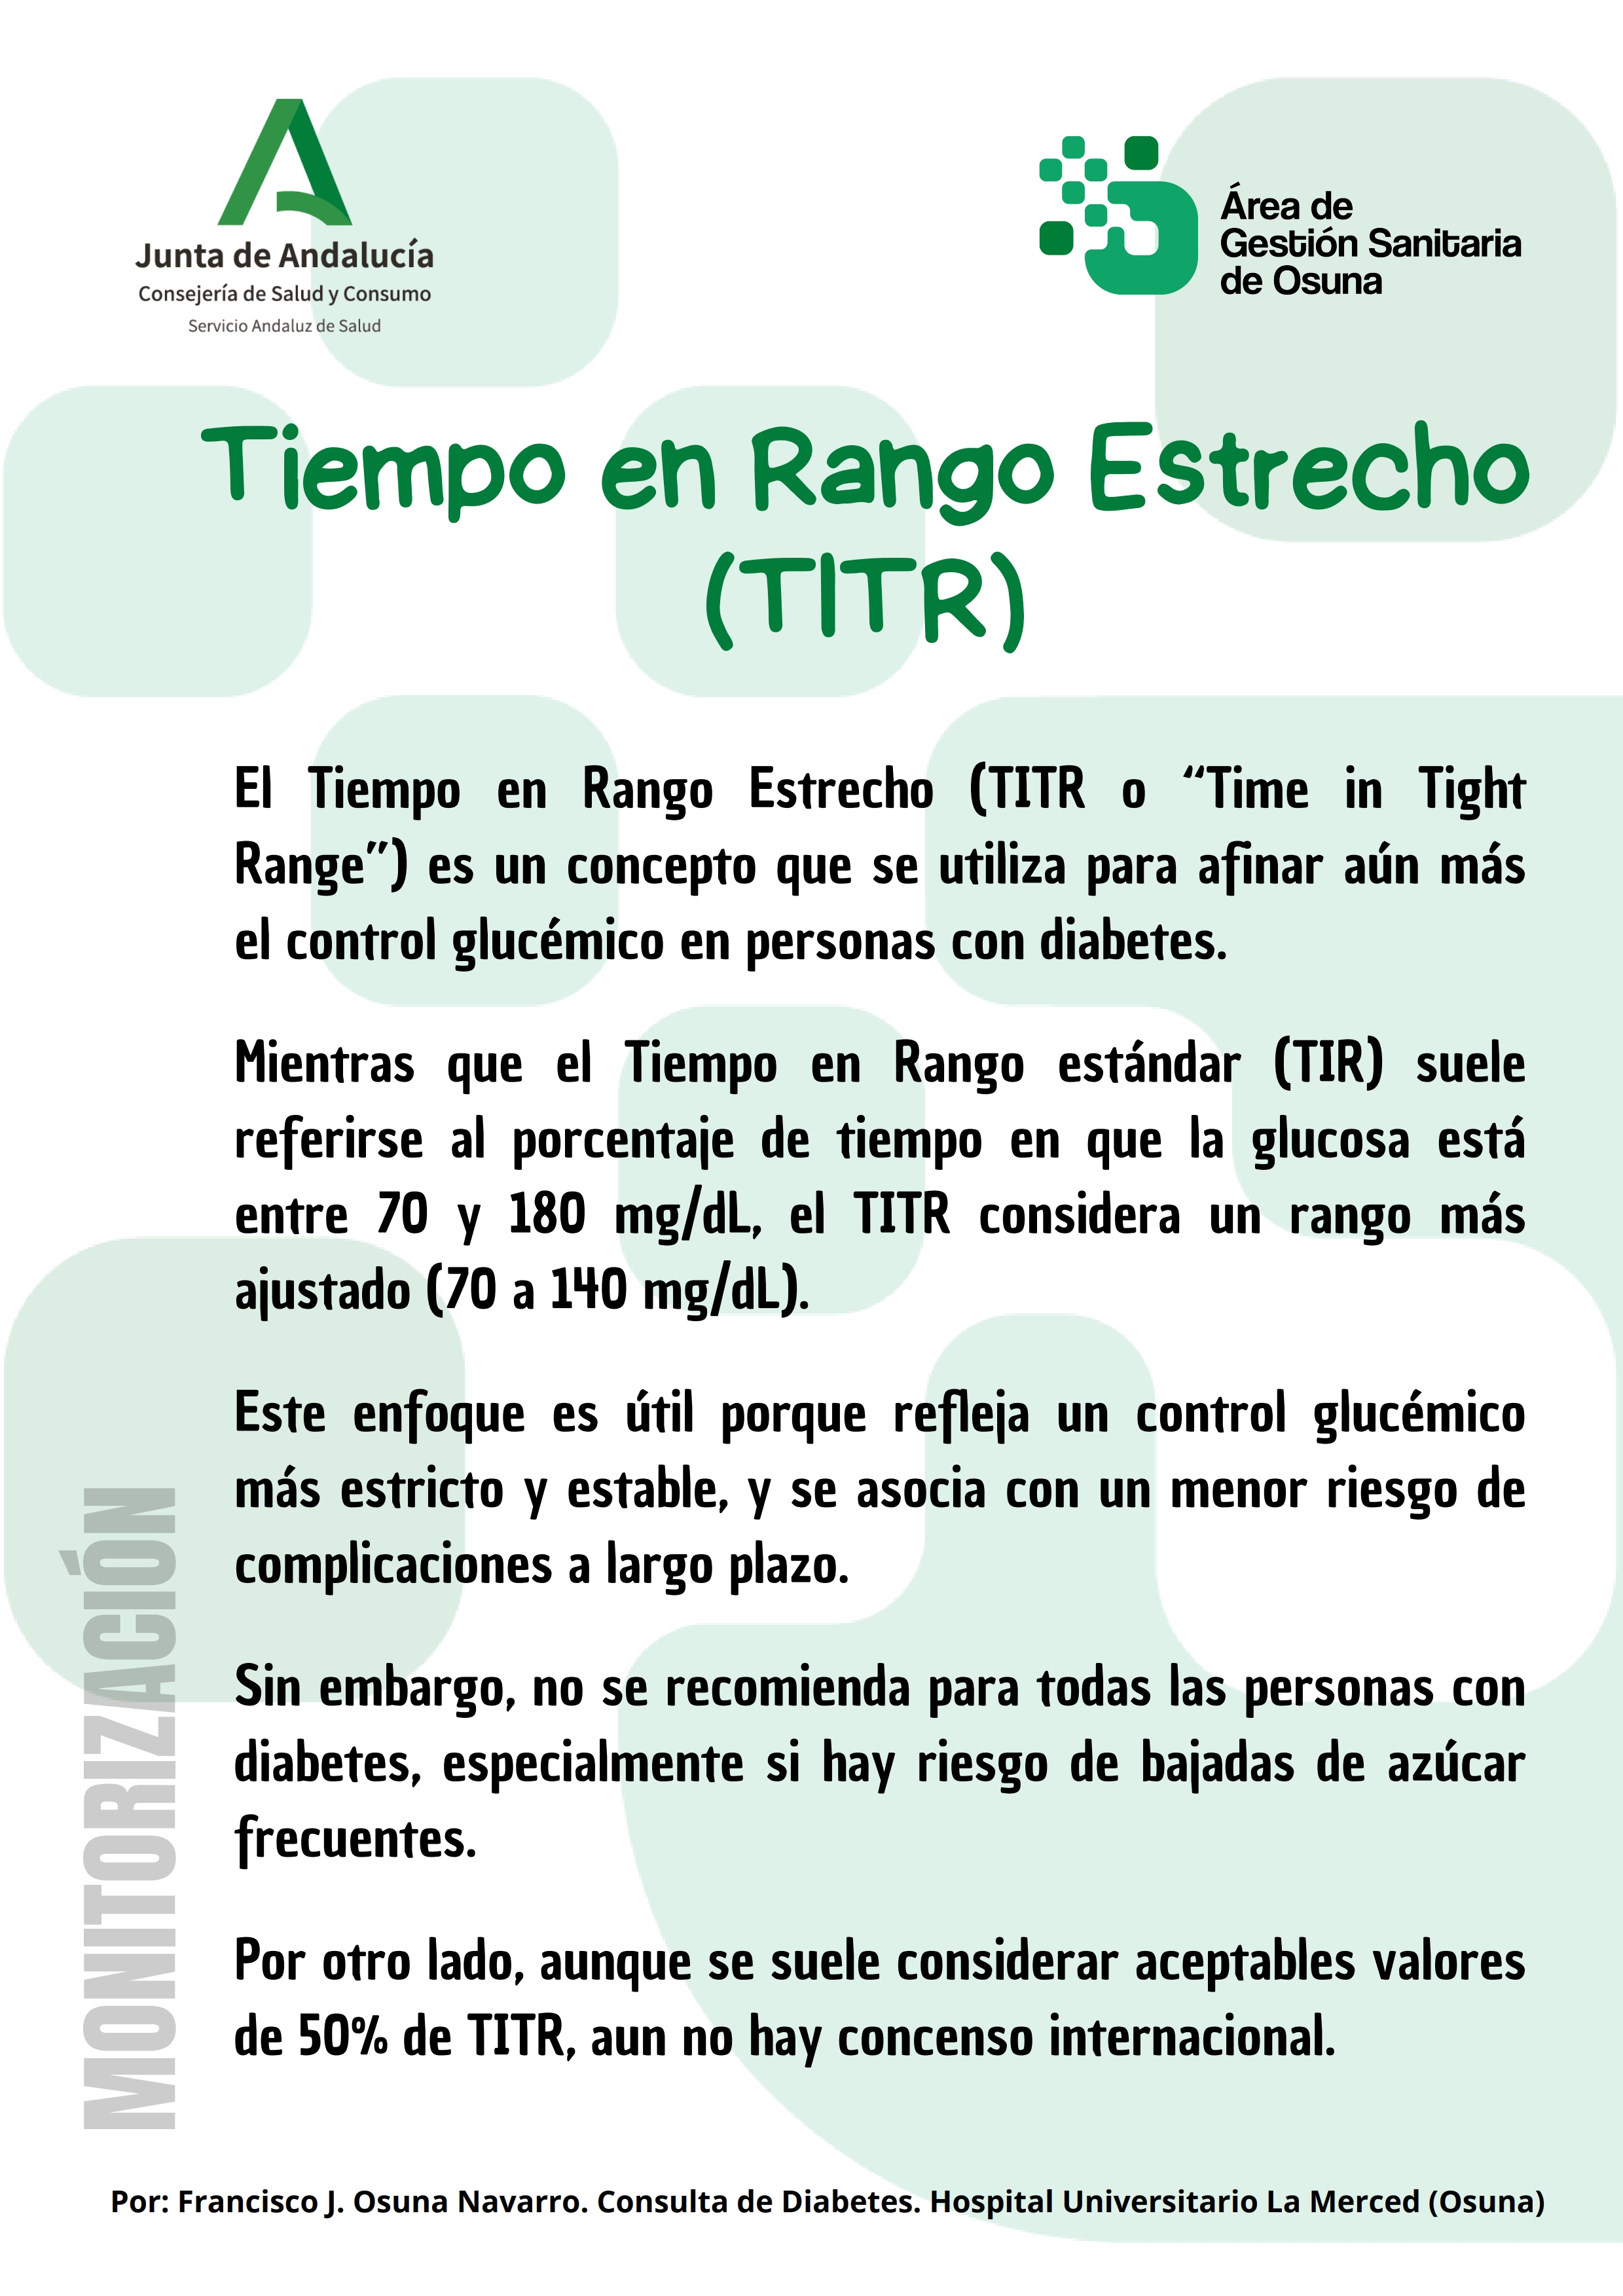 Junta de Andalucía
Consejería de Salud y Consumo
Servicio Andaluz de Salud
Área de
Gestión Sanitaria
de Osuna
Tiempo en Rango Estrecho
(TITR)
El Tiempo en Rango Estrecho (TITR o “Time in Tight
Range”) es un concepto que se utiliza para afinar aún más
el control glucémico en personas con diabetes.
Mientras que el Tiempo en Rango estándar (TIR) suele
referirse al porcentaje de tiempo en que la glucosa está
entre 70 y 180 mg/dL, el TITR considera un rango más
ajustado (70 a 140 mg/dL).
Este enfoque es útil porque refleja un control glucémico
más estricto y estable, y se asocia con un menor riesgo de
complicaciones a largo plazo.
Sin embargo, no se recomienda para todas las personas con
diabetes, especialmente si hay riesgo de bajadas de azúcar
frecuentes.
Por otro lado, aunque se suele considerar aceptables valores
de 50% de TITR, aun no hay concenso internacional.
MONITORIZACIÓN
Por: Francisco J. Osuna Navarro. Consulta de Diabetes. Hospital Universitario La Merced (Osuna)